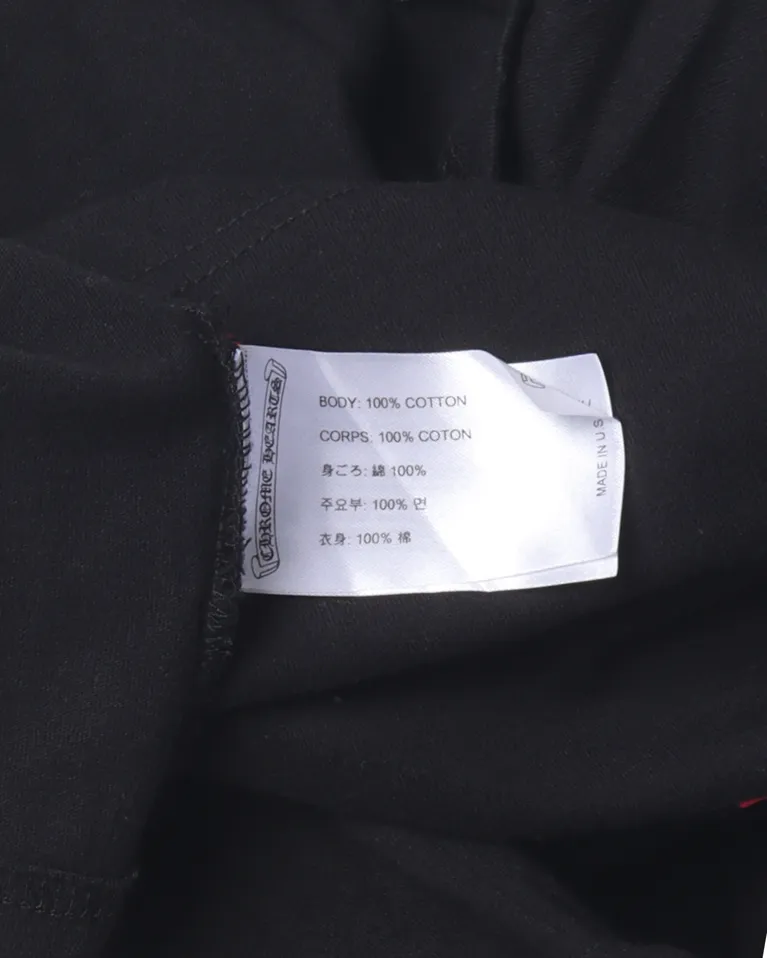 CHROME HEARTS
BODY: 100% COTTON
CORPS: 100% COTON
身ごろ: 綿 100%
주요부: 100% 면
衣身: 100% 棉
MADE IN U.S